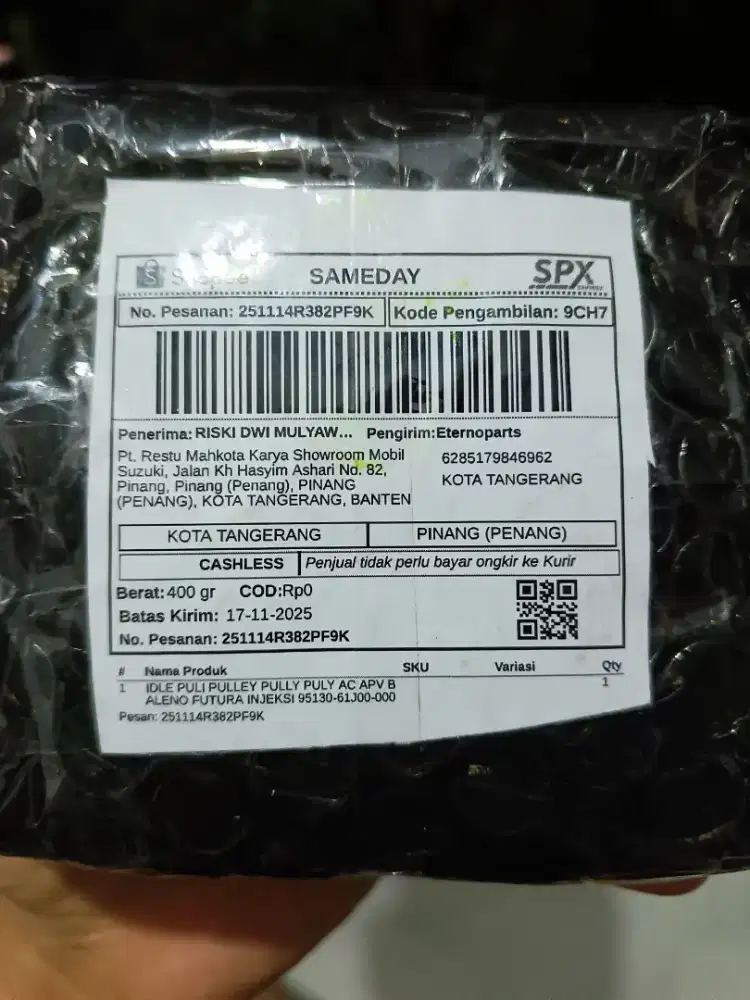 Shopee SAMEDAY SPX EXPRESS
No. Pesanan: 251114R382PF9K Kode Pengambilan: 9CH7
Penerima: RISKI DWI MULYAW... Pengirim:Eternoparts
Pt. Restu Mahkota Karya Showroom Mobil
Suzuki, Jalan Kh Hasyim Ashari No. 82,
Pinang, Pinang (Penang), PINANG
(PENANG), KOTA TANGERANG, BANTEN
6285179846962
KOTA TANGERANG
KOTA TANGERANG PINANG (PENANG)
CASHLESS Penjual tidak perlu bayar ongkir ke Kurir
Berat: 400 gr COD:Rp0
Batas Kirim: 17-11-2025
No. Pesanan: 251114R382PF9K
# Nama Produk SKU Variasi Qty
1 IDLE PULI PULLEY PULLY PULY AC APV B 1
ALENO FUTURA INJEKSI 95130-61J00-000
Pesan: 251114R382PF9K